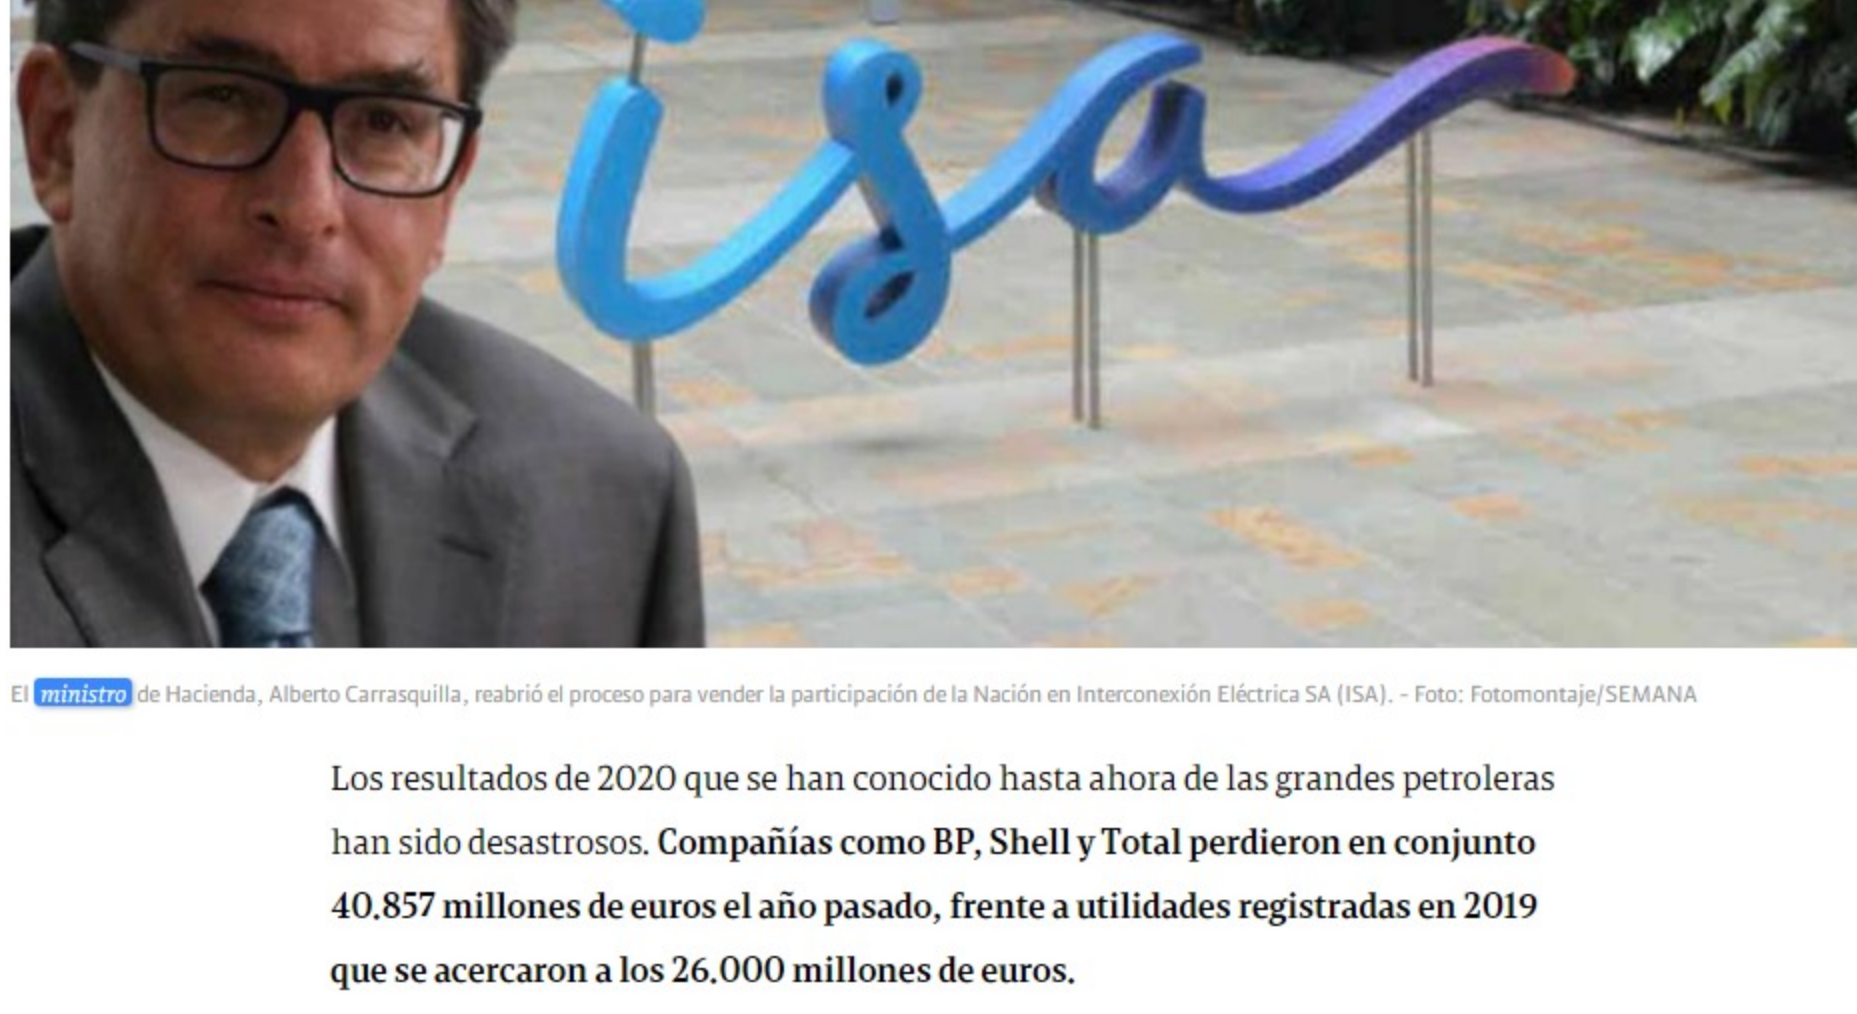 isa
El ministro de Hacienda, Alberto Carrasquilla, reabrió el proceso para vender la participación de la Nación en Interconexión Eléctrica SA (ISA). - Foto: Fotomontaje/SEMANA
Los resultados de 2020 que se han conocido hasta ahora de las grandes petroleras
han sido desastrosos. Compañías como BP, Shell y Total perdieron en conjunto
40.857 millones de euros el año pasado, frente a utilidades registradas en 2019
que se acercaron a los 26.000 millones de euros.